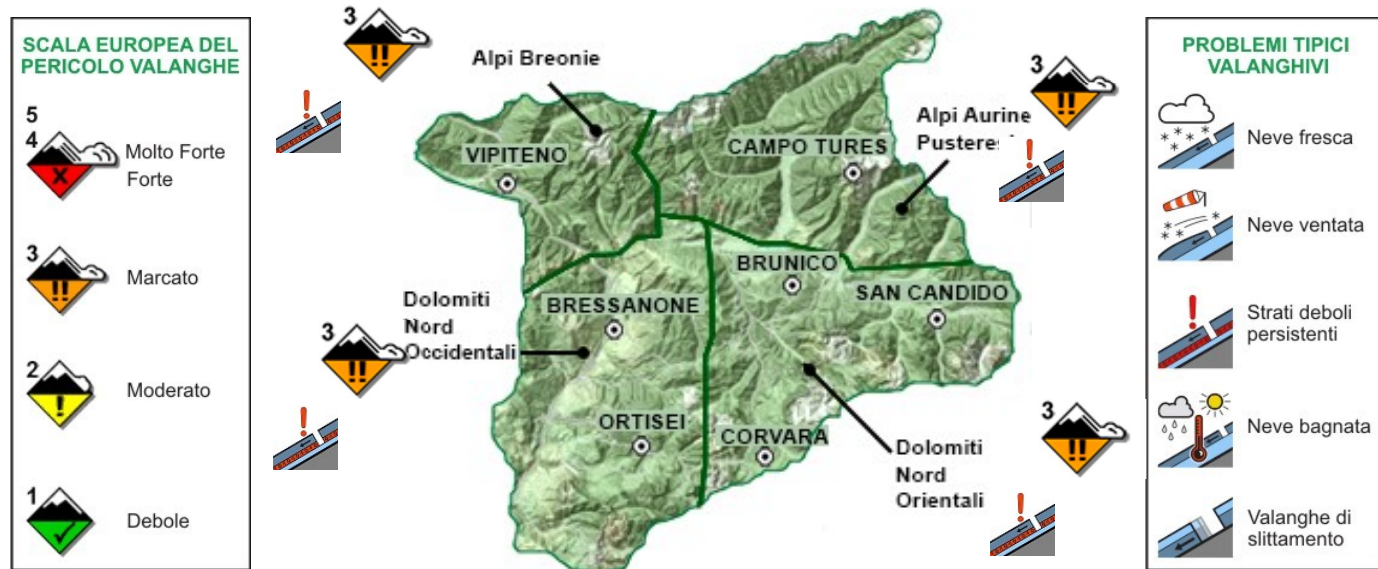 SCALA EUROPEA DEL
PERICOLO VALANGHE
5
4
Molto Forte
Forte
3
Marcato
2
Moderato
1
Debole
3
Alpi Breonie
VIPITENO
CAMPO TURES
3
Alpi Aurine
Pusteresi
BRUNICO
SAN CANDIDO
BRESSANONE
Dolomiti
Nord
Occidentali
3
ORTISEI
CORVARA
3
Dolomiti
Nord
Orientali
PROBLEMI TIPICI
VALANGHIVI
Neve fresca
Neve ventata
Strati deboli
persistenti
Neve bagnata
Valanghe di
slittamento